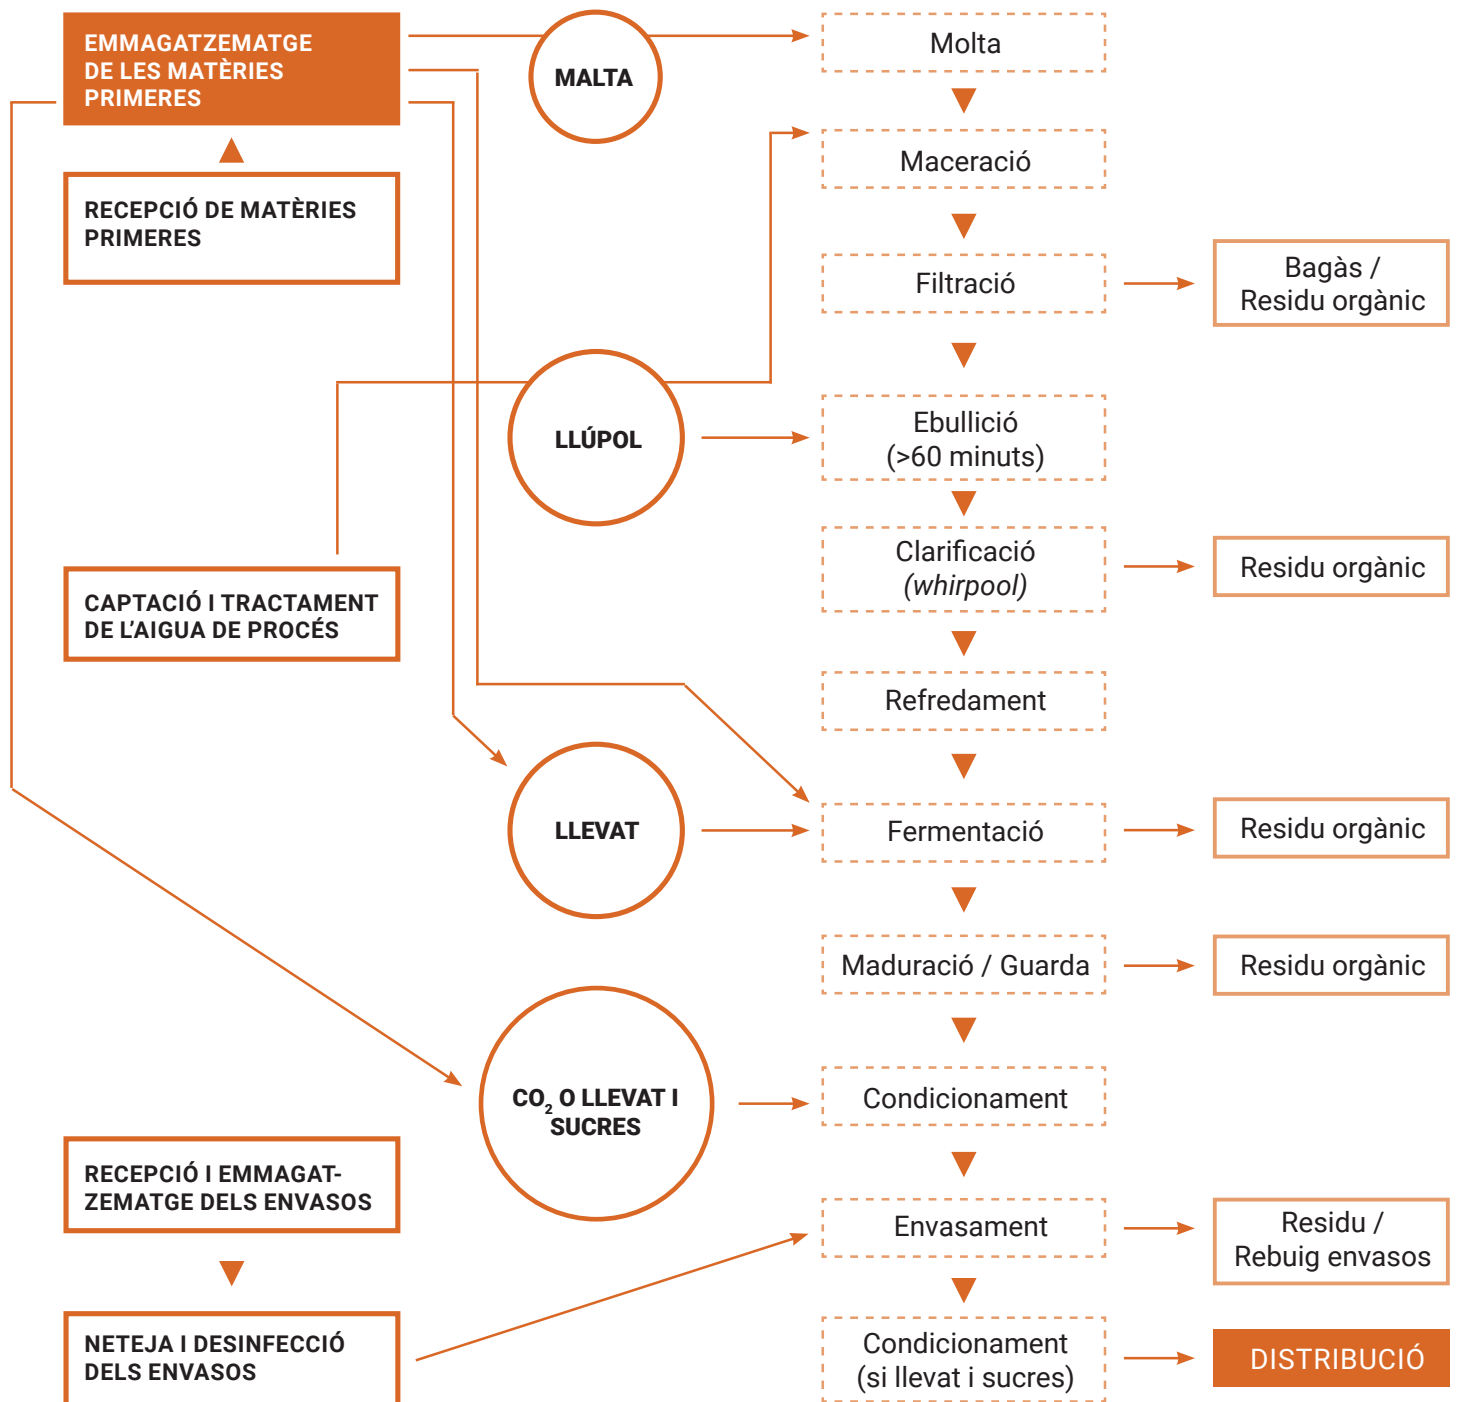 EMMAGATZEMATGE
DE LES MATÈRIES
PRIMERES
RECEPCIÓ DE MATÈRIES
PRIMERES
CAPTACIÓ I TRACTAMENT
DE L'AIGUA DE PROCÉS
RECEPCIÓ I EMMAGAT-
ZEMATGE DELS ENVASOS
NETEJA I DESINFECCIÓ
DELS ENVASOS
MALTA
LLÚPOL
LLEVAT
CO₂ O LLEVAT I
SUCRES
Molta
Maceració
Filtració
Ebullició
(>60 minuts)
Clarificació
(whirpool)
Refredament
Fermentació
Maduració / Guarda
Condicionament
Envasament
Condicionament
(si llevat i sucres)
Bagàs /
Residu orgànic
Residu orgànic
Residu orgànic
Residu orgànic
Residu /
Rebuig envasos
DISTRIBUCIÓ